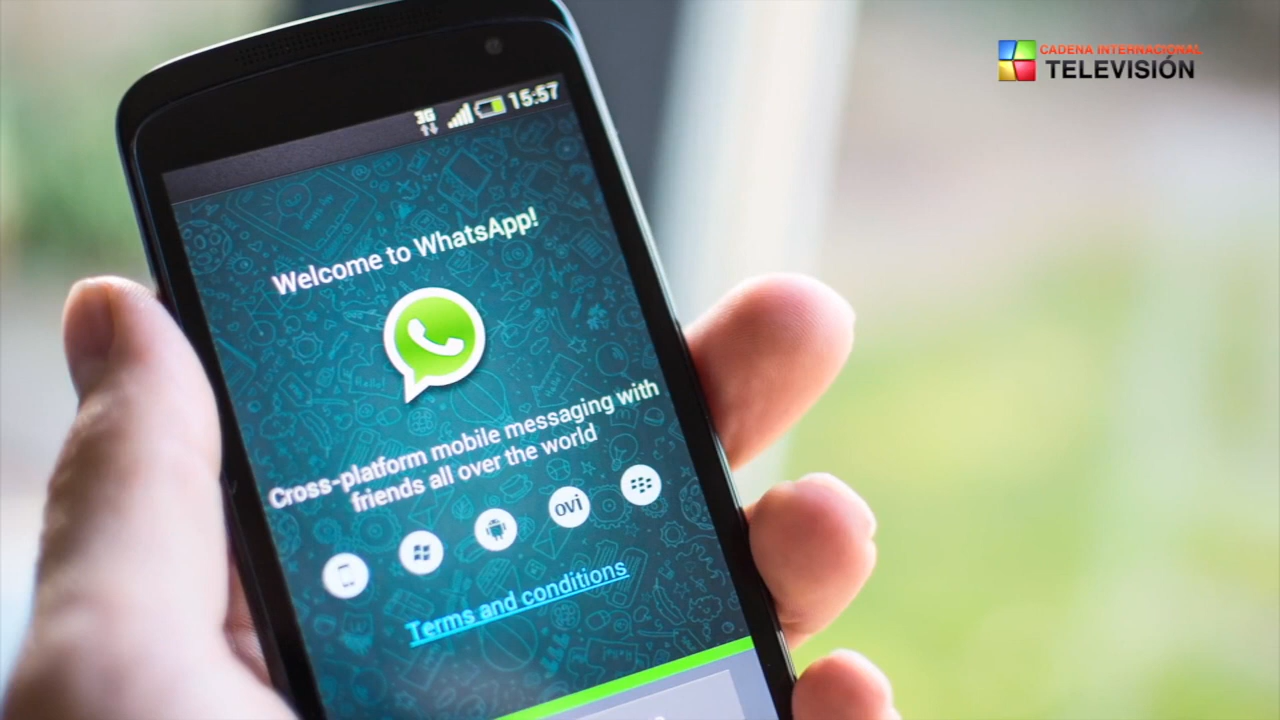 CADENA INTERNACIONAL
TELEVISIÓN
3G
15:57
Welcome to WhatsApp!
Cross-platform mobile messaging with
friends all over the world
ovi
Terms and conditions